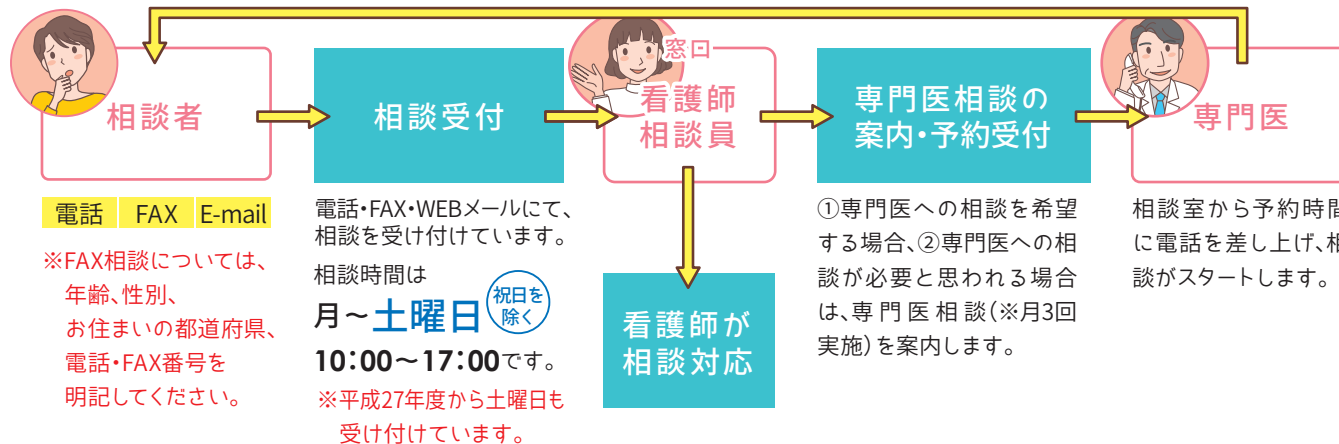 相談者
電話 FAX E-mail
※FAX相談については、
年齢、性別、
お住まいの都道府県、
電話・FAX番号を
明記してください。
相談受付
電話・FAX・WEBメールにて、
相談を受け付けています。
相談時間は
月～土曜日 祝日を
除く
10:00～17:00です。
※平成27年度から土曜日も
受け付けています。
窓口
看護師
相談員
看護師が
相談対応
専門医相談の
案内・予約受付
①専門医への相談を希望
する場合、②専門医への相
談が必要と思われる場合
は、専門医相談(※月3回
実施)を案内します。
専門医
相談室から予約時間
に電話を差し上げ、相
談がスタートします。